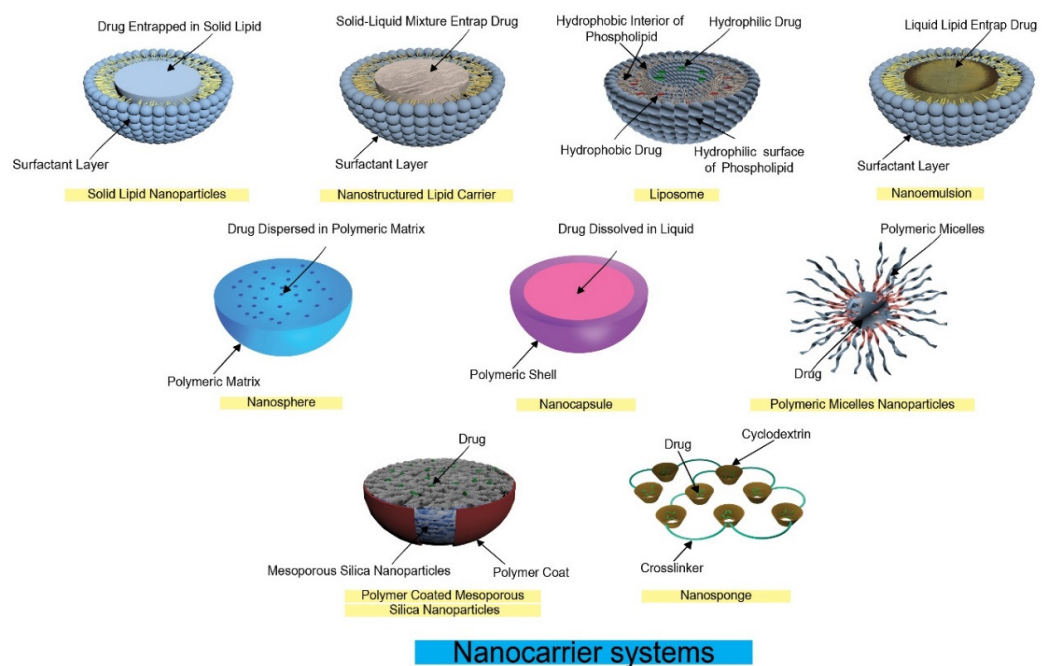 Drug Entrapped in Solid Lipid
Surfactant Layer
Solid Lipid Nanoparticles
Solid-Liquid Mixture Entrap Drug
Surfactant Layer
Nanostructured Lipid Carrier
Hydrophobic Interior of
Phospholipid
Hydrophilic Drug
Hydrophobic Drug
Hydrophilic surface
of Phospholipid
Liposome
Liquid Lipid Entrap Drug
Surfactant Layer
Nanoemulsion
Drug Dispersed in Polymeric Matrix
Polymeric Matrix
Nanosphere
Drug Dissolved in Liquid
Polymeric Shell
Nanocapsule
Polymeric Micelles
Drug
Polymeric Micelles Nanoparticles
Drug
Mesoporous Silica Nanoparticles
Polymer Coat
Polymer Coated Mesoporous
Silica Nanoparticles
Drug
Cyclodextrin
Crosslinker
Nanosponge
Nanocarrier systems